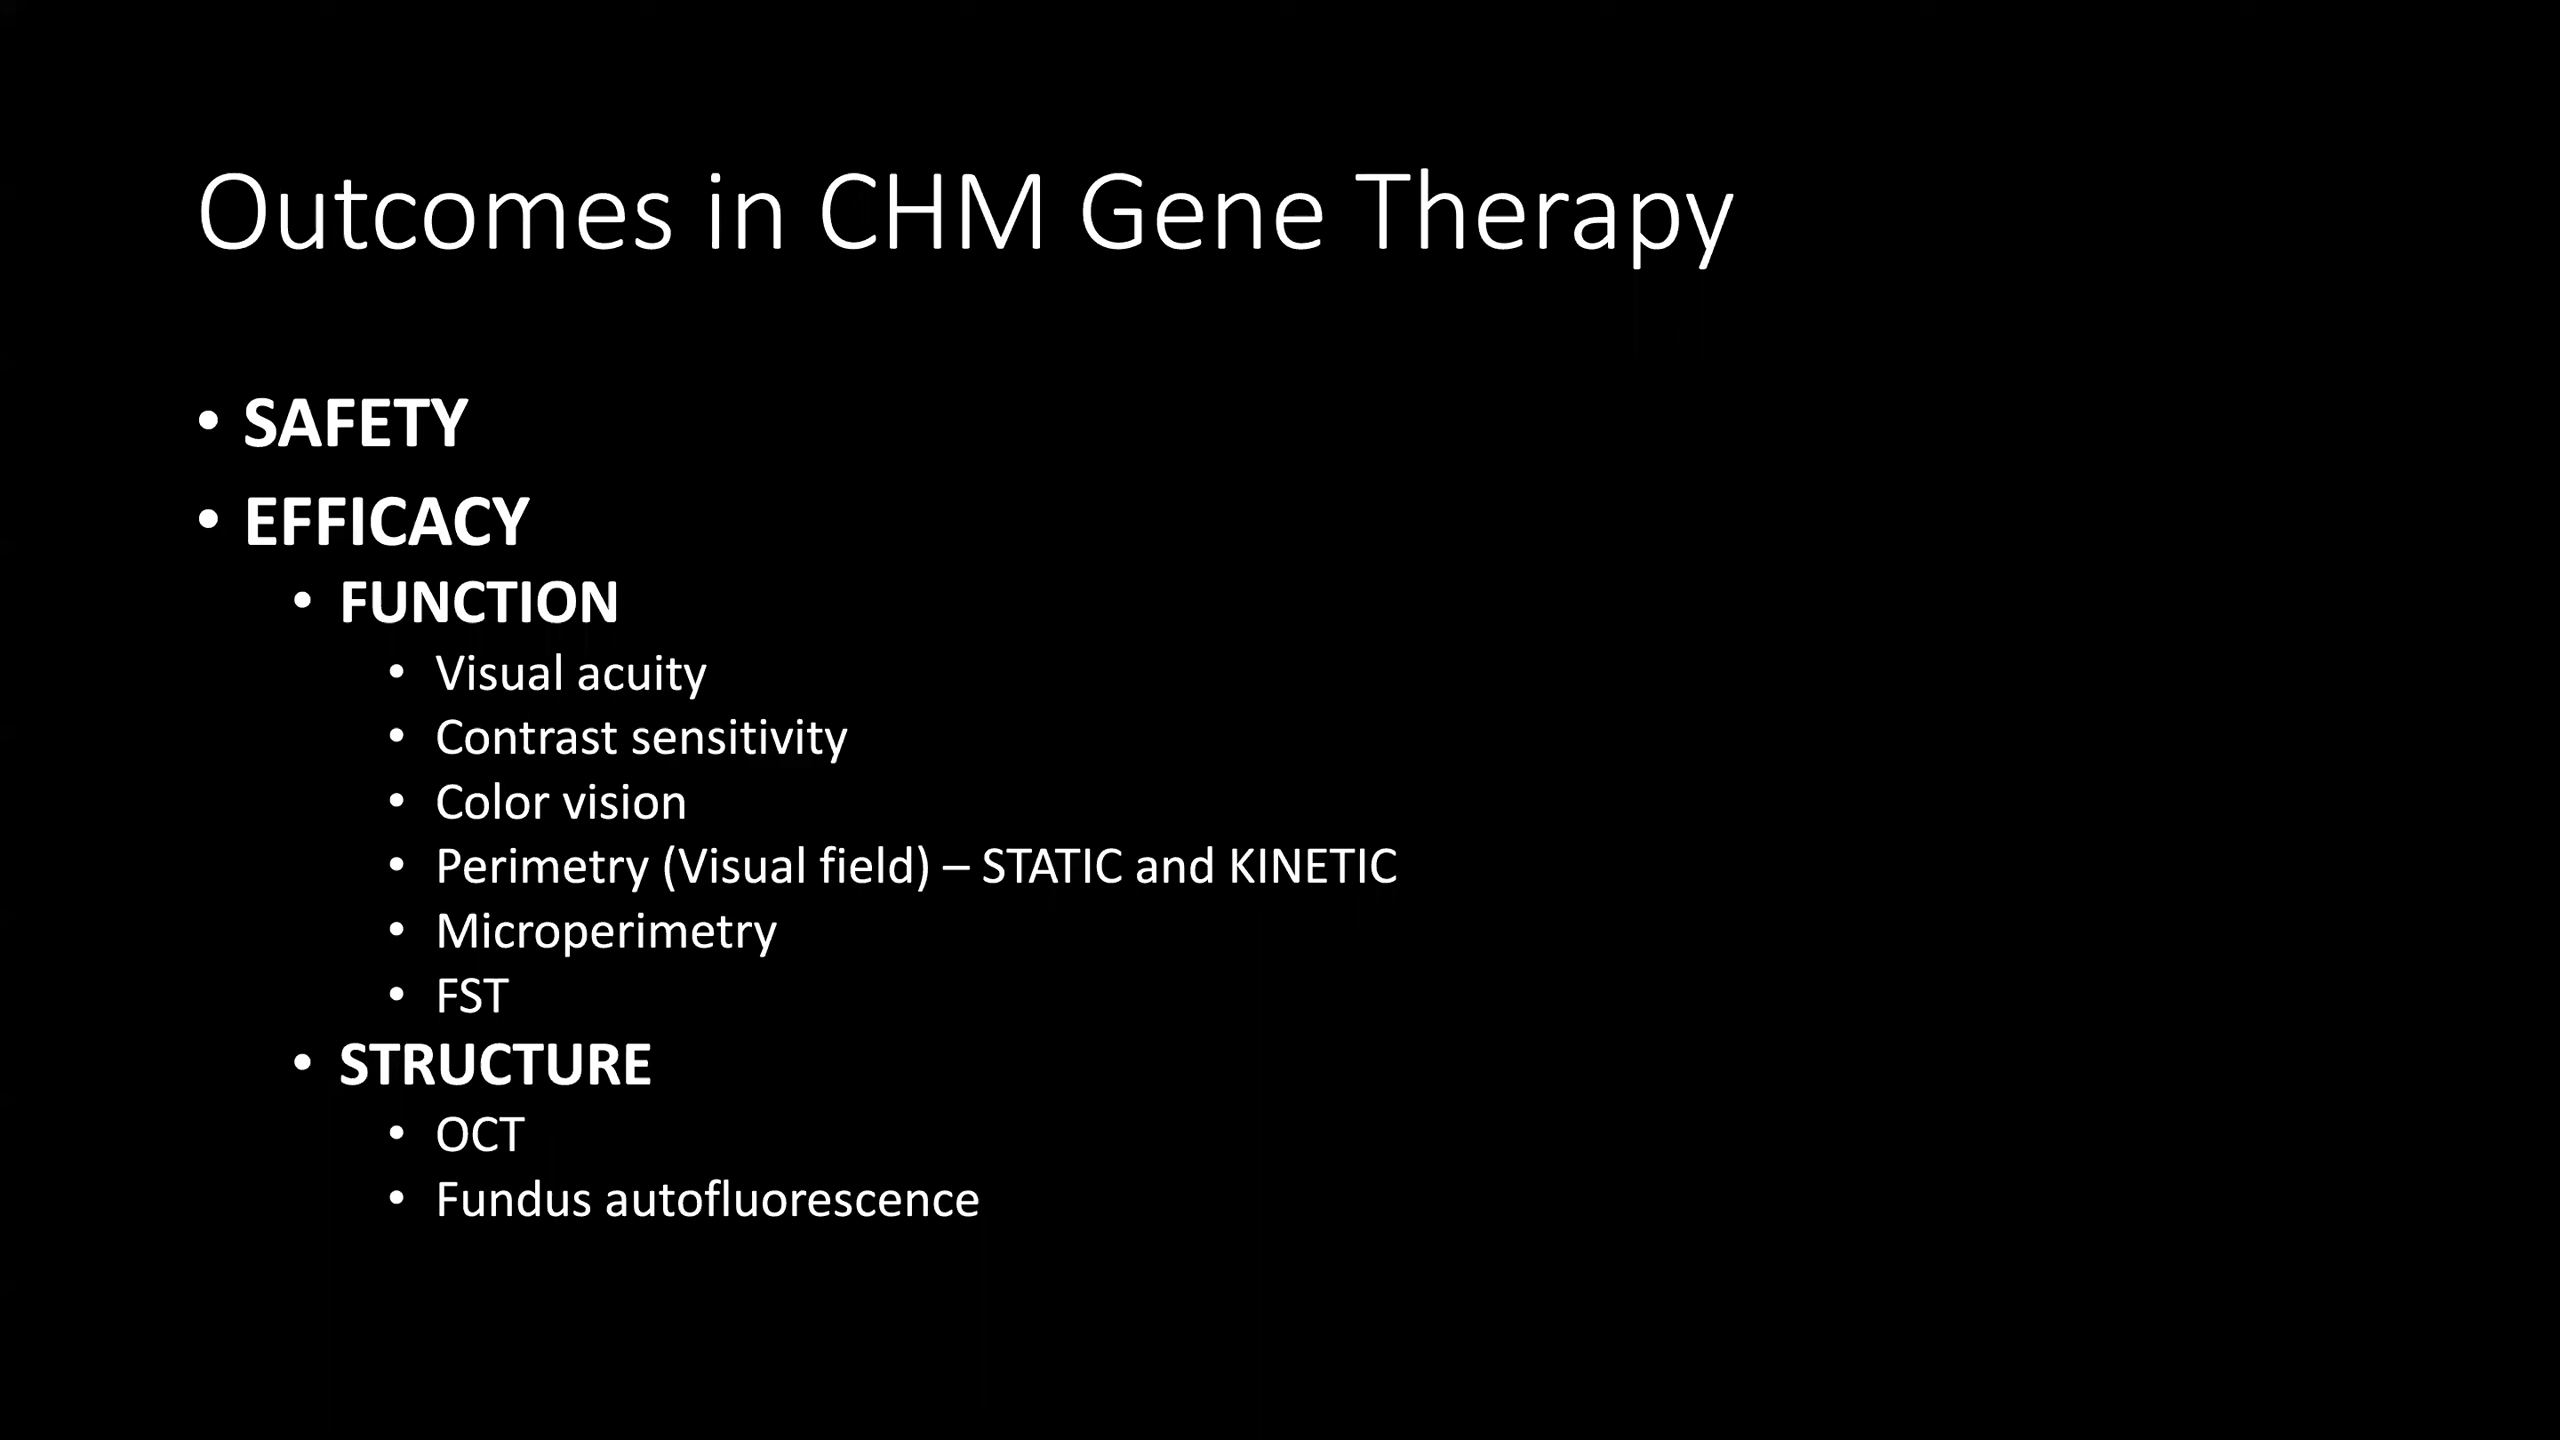 Outcomes in CHM Gene Therapy
• SAFETY
• EFFICACY
• FUNCTION
• Visual acuity
• Contrast sensitivity
• Color vision
• Perimetry (Visual field) – STATIC and KINETIC
• Microperimetry
• FST
• STRUCTURE
• OCT
• Fundus autofluorescence